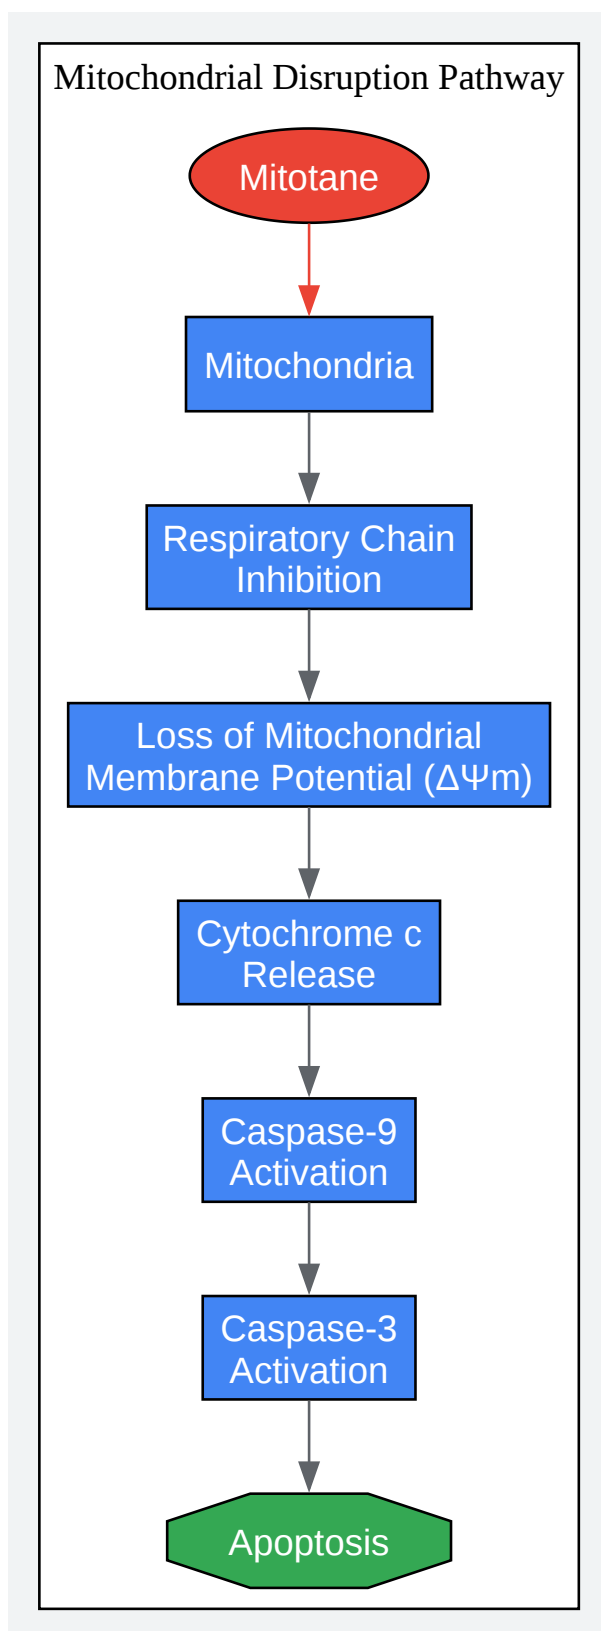 Mitochondrial Disruption Pathway
Mitotane
Mitochondria
Respiratory Chain
Inhibition
Loss of Mitochondrial
Membrane Potential (ΔΨm)
Cytochrome c
Release
Caspase-9
Activation
Caspase-3
Activation
Apoptosis